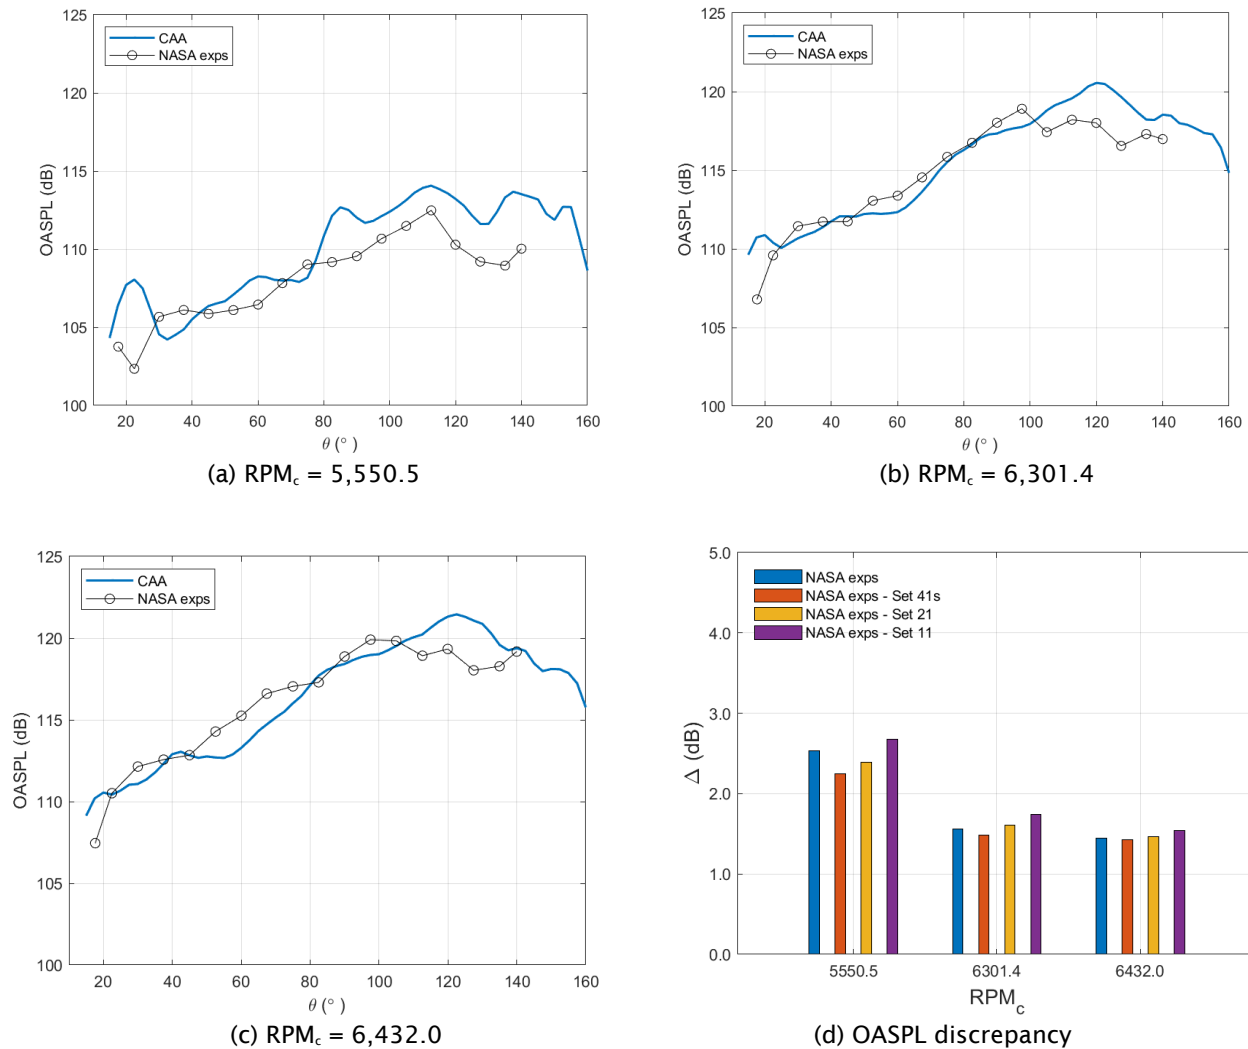 125
120
115
110
105
100
OASPL (dB)
CAA
NASA exps
20 40 60 80 100 120 140 160
θ (°)
(a) RPM꜀ = 5,550.5
125
120
115
110
105
100
OASPL (dB)
CAA
NASA exps
20 40 60 80 100 120 140 160
θ (°)
(b) RPM꜀ = 6,301.4
125
120
115
110
105
100
OASPL (dB)
CAA
NASA exps
20 40 60 80 100 120 140 160
θ (°)
(c) RPM꜀ = 6,432.0
5.0
4.0
3.0
2.0
1.0
0.0
Δ (dB)
NASA exps
NASA exps - Set 41s
NASA exps - Set 21
NASA exps - Set 11
5550.5 6301.4 6432.0
RPM꜀
(d) OASPL discrepancy